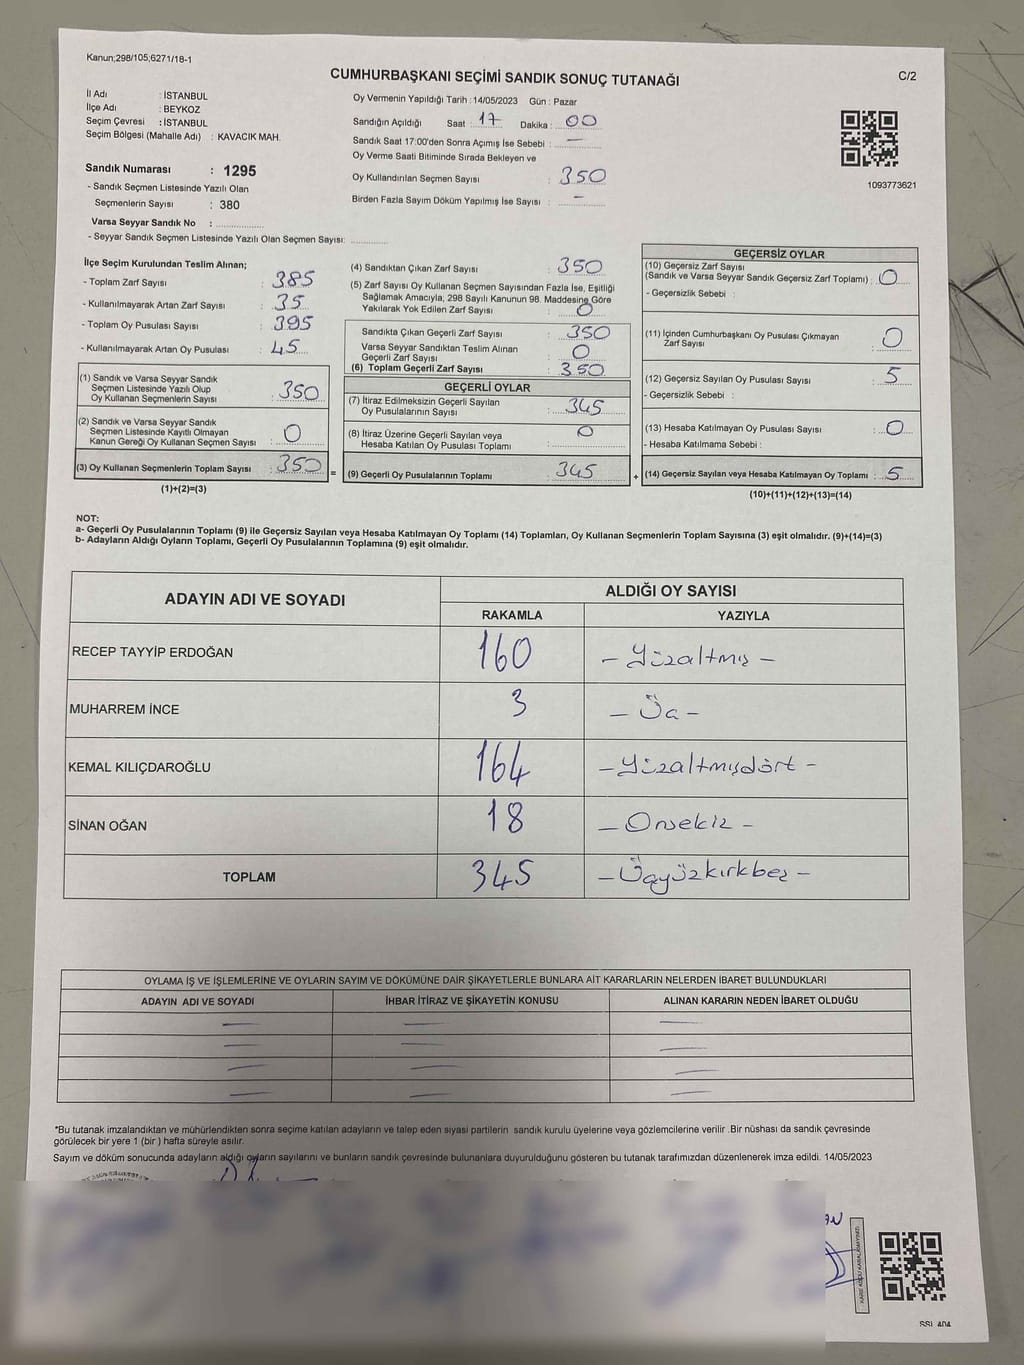 Kanun;298/105;6271/18-1
CUMHURBAŞKANI SEÇİMİ SANDIK SONUÇ TUTANAĞI
C/2
İl Adı : İSTANBUL
İlçe Adı : BEYKOZ
Seçim Çevresi : İSTANBUL
Seçim Bölgesi (Mahalle Adı) : KAVACIK MAH.
Sandık Numarası : 1295
- Sandık Seçmen Listesinde Yazılı Olan
Seçmenlerin Sayısı : 380
Varsa Seyyar Sandık No :
- Seyyar Sandık Seçmen Listesinde Yazılı Olan Seçmen Sayısı:
Oy Vermenin Yapıldığı Tarih : 14/05/2023 Gün : Pazar
Sandığın Açıldığı Saat : 17 Dakika : 00
Sandık Saat 17:00'den Sonra Açımış İse Sebebi : –
Oy Verme Saati Bitiminde Sırada Bekleyen ve
Oy Kullandırılan Seçmen Sayısı : 350
Birden Fazla Sayım Döküm Yapılmış İse Sayısı : –
1093773621
İlçe Seçim Kurulundan Teslim Alınan;
- Toplam Zarf Sayısı : 385
- Kullanılmayarak Artan Zarf Sayısı : 35
- Toplam Oy Pusulası Sayısı : 395
- Kullanılmayarak Artan Oy Pusulası : 45
(1) Sandık ve Varsa Seyyar Sandık
Seçmen Listesinde Yazılı Olup
Oy Kullanan Seçmenlerin Sayısı : 350
(2) Sandık ve Varsa Seyyar Sandık
Seçmen Listesinde Kayıtlı Olmayan
Kanun Gereği Oy Kullanan Seçmen Sayısı : 0
(3) Oy Kullanan Seçmenlerin Toplam Sayısı : 350
(1)+(2)=(3)
(4) Sandıktan Çıkan Zarf Sayısı : 350
(5) Zarf Sayısı Oy Kullanan Seçmen Sayısından Fazla İse, Eşitliği
Sağlamak Amacıyla, 298 Sayılı Kanunun 98. Maddesine Göre
Yakılarak Yok Edilen Zarf Sayısı : 0
Sandıkta Çıkan Geçerli Zarf Sayısı : 350
Varsa Seyyar Sandıktan Teslim Alınan
Geçerli Zarf Sayısı : 0
(6) Toplam Geçerli Zarf Sayısı : 350
GEÇERLİ OYLAR
(7) İtiraz Edilmeksizin Geçerli Sayılan
Oy Pusulalarının Sayısı : 345
(8) İtiraz Üzerine Geçerli Sayılan veya
Hesaba Katılan Oy Pusulası Toplamı : 0
= (9) Geçerli Oy Pusulalarının Toplamı : 345
GEÇERSİZ OYLAR
(10) Geçersiz Zarf Sayısı
(Sandık ve Varsa Seyyar Sandık Geçersiz Zarf Toplamı) : 0
- Geçersizlik Sebebi :
(11) İçinden Cumhurbaşkanı Oy Pusulası Çıkmayan
Zarf Sayısı : 0
(12) Geçersiz Sayılan Oy Pusulası Sayısı : 5
- Geçersizlik Sebebi :
(13) Hesaba Katılmayan Oy Pusulası Sayısı : 0
- Hesaba Katılmama Sebebi :
+ (14) Geçersiz Sayılan veya Hesaba Katılmayan Oy Toplamı : 5
(10)+(11)+(12)+(13)=(14)
NOT:
a- Geçerli Oy Pusulalarının Toplamı (9) ile Geçersiz Sayılan veya Hesaba Katılmayan Oy Toplamı (14) Toplamları, Oy Kullanan Seçmenlerin Toplam Sayısına (3) eşit olmalıdır. (9)+(14)=(3)
b- Adayların Aldığı Oyların Toplamı, Geçerli Oy Pusulalarının Toplamına (9) eşit olmalıdır.
ADAYIN ADI VE SOYADI ALDIĞI OY SAYISI
RAKAMLA YAZIYLA
RECEP TAYYİP ERDOĞAN 160 – Yüzaltmış –
MUHARREM İNCE 3 – Üç –
KEMAL KILIÇDAROĞLU 164 – Yüzaltmışdört –
SİNAN OĞAN 18 – Onsekiz –
TOPLAM 345 – Üçyüzkırkbeş –
OYLAMA İŞ VE İŞLEMLERİNE VE OYLARIN SAYIM VE DÖKÜMÜNE DAİR ŞİKAYETLERLE BUNLARA AİT KARARLARIN NELERDEN İBARET BULUNDUKLARI
ADAYIN ADI VE SOYADI İHBAR İTİRAZ VE ŞİKAYETİN KONUSU ALINAN KARARIN NEDEN İBARET OLDUĞU
*Bu tutanak imzalandıktan ve mühürlendikten sonra seçime katılan adayların ve talep eden siyasi partilerin sandık kurulu üyelerine veya gözlemcilerine verilir .Bir nüshası da sandık çevresinde
görülecek bir yere 1 (bir ) hafta süreyle asılır.
Sayım ve döküm sonucunda adayların aldığı oyların sayılarını ve bunların sandık çevresinde bulunanlara duyurulduğunu gösteren bu tutanak tarafımızdan düzenlenerek imza edildi. 14/05/2023